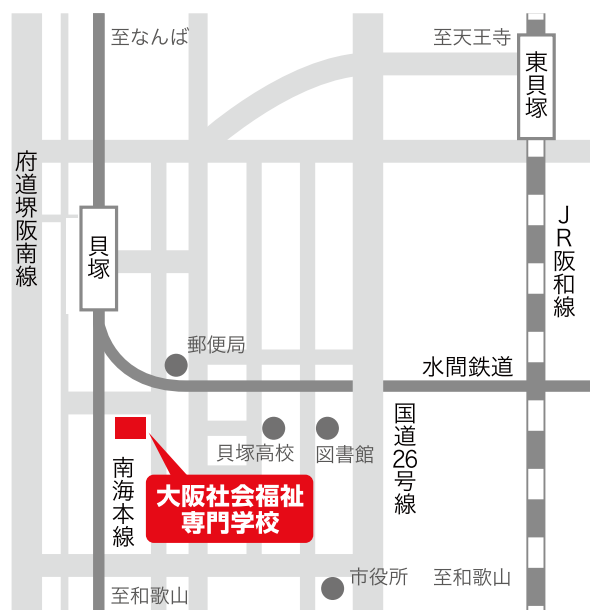 至なんば
至天王寺
東貝塚
府道堺阪南線
貝塚
JR阪和線
郵便局
水間鉄道
国道26号線
貝塚高校
図書館
南海本線
大阪社会福祉
専門学校
市役所
至和歌山
至和歌山